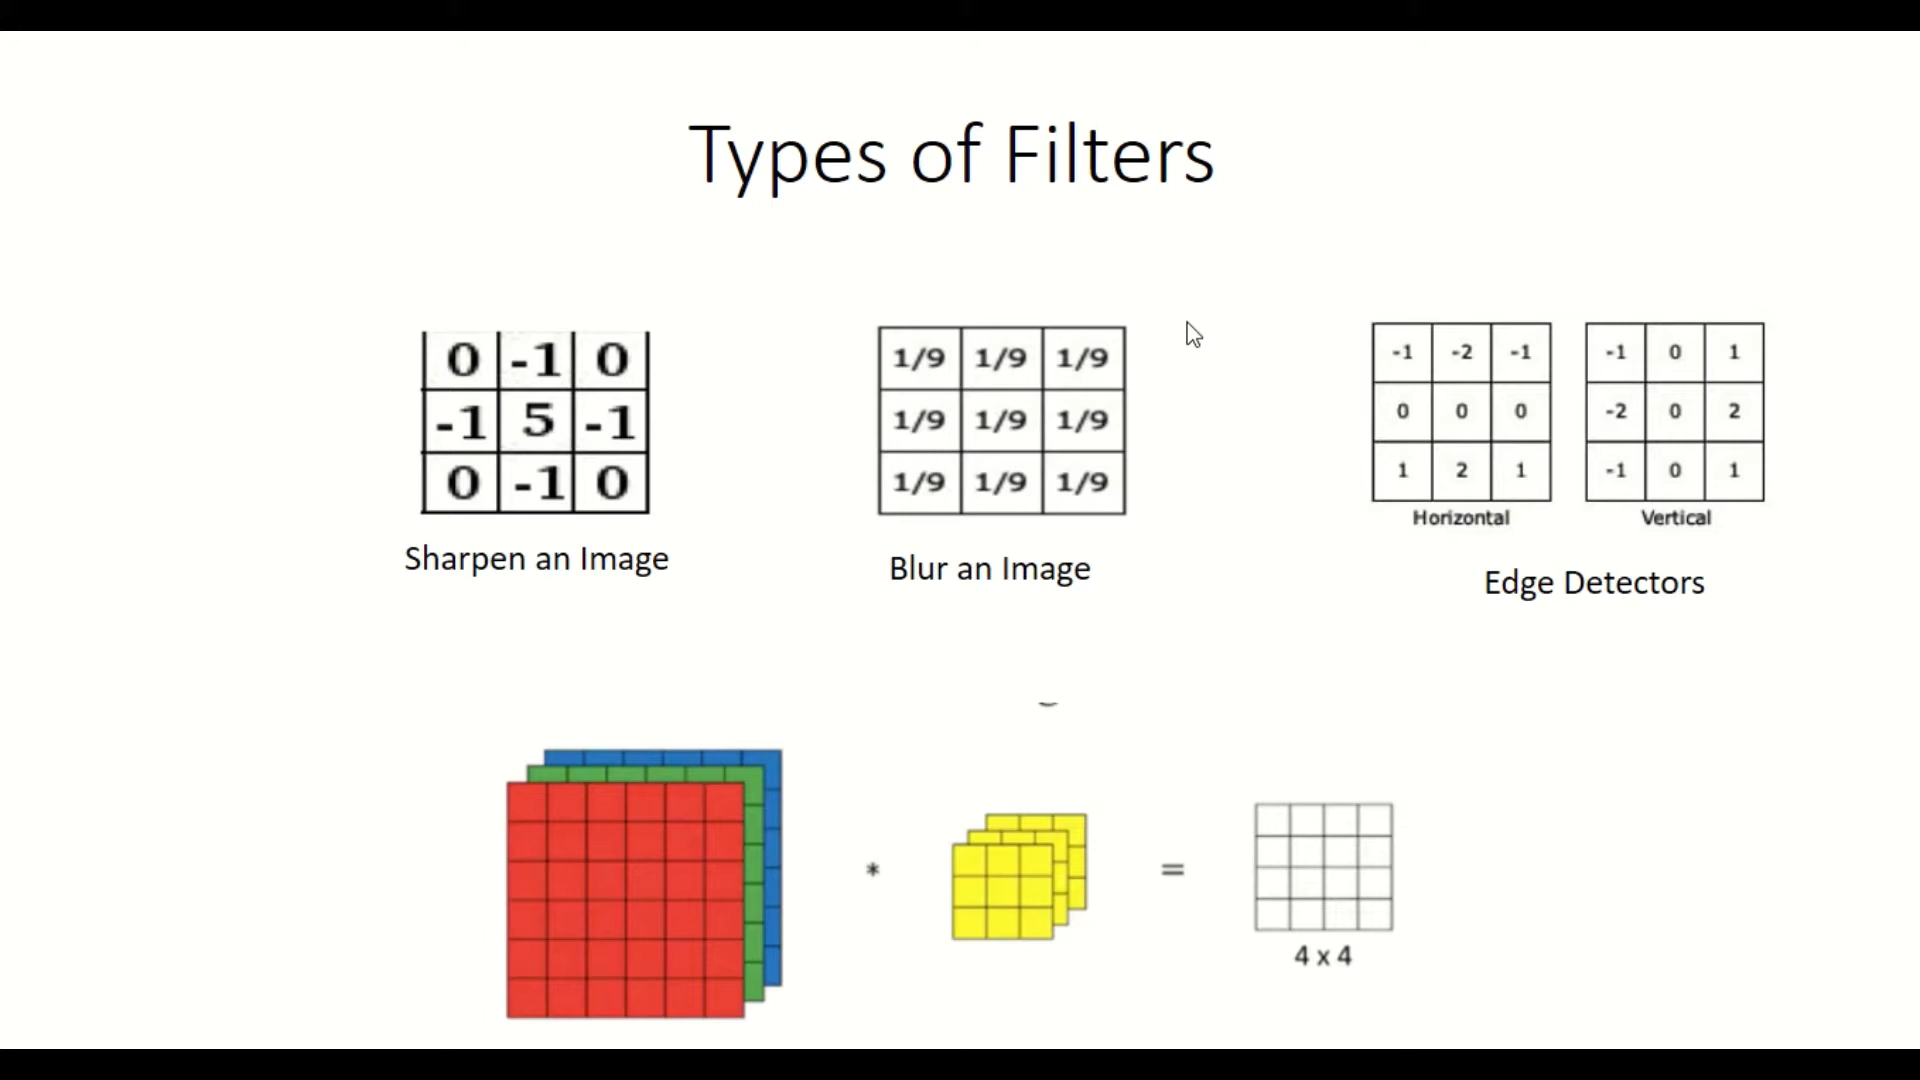 Types of Filters
0 -1 0
-1 5 -1
0 -1 0
Sharpen an Image
1/9 1/9 1/9
1/9 1/9 1/9
1/9 1/9 1/9
Blur an Image
-1 -2 -1
0 0 0
1 2 1
Horizontal
-1 0 1
-2 0 2
-1 0 1
Vertical
Edge Detectors
* =
4 x 4